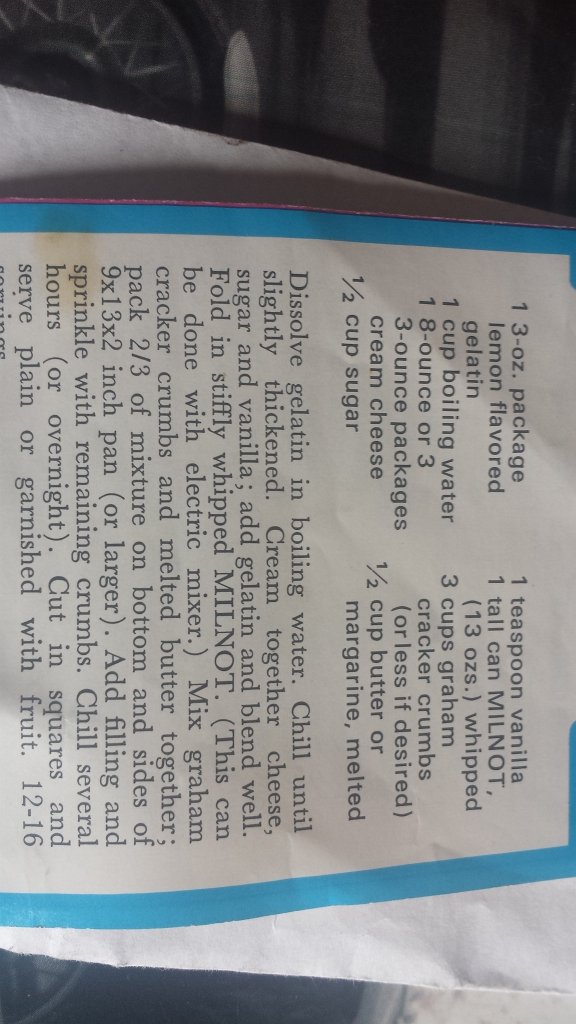 1 3-oz. package
lemon flavored
gelatin
1 cup boiling water
1 8-ounce or 3
3-ounce packages
cream cheese
½ cup sugar
1 teaspoon vanilla
1 tall can MILNOT,
(13 ozs.) whipped
3 cups graham
cracker crumbs
(or less if desired)
½ cup butter or
margarine, melted
Dissolve gelatin in boiling water. Chill until
slightly thickened. Cream together cheese,
sugar and vanilla; add gelatin and blend well.
Fold in stiffly whipped MILNOT. (This can
be done with electric mixer.) Mix graham
cracker crumbs and melted butter together;
pack 2/3 of mixture on bottom and sides of
9x13x2 inch pan (or larger). Add filling and
sprinkle with remaining crumbs. Chill several
hours (or overnight). Cut in squares and
serve plain or garnished with fruit. 12-16
servings